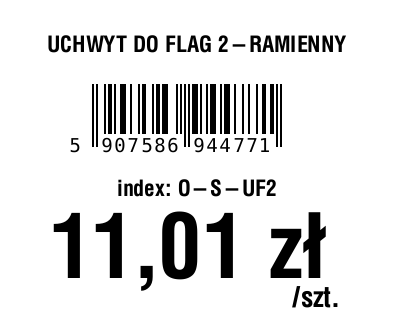 UCHWYT DO FLAG 2 – RAMIENNY
5 907586 944771
index: O – S – UF2
11,01 zł
/szt.